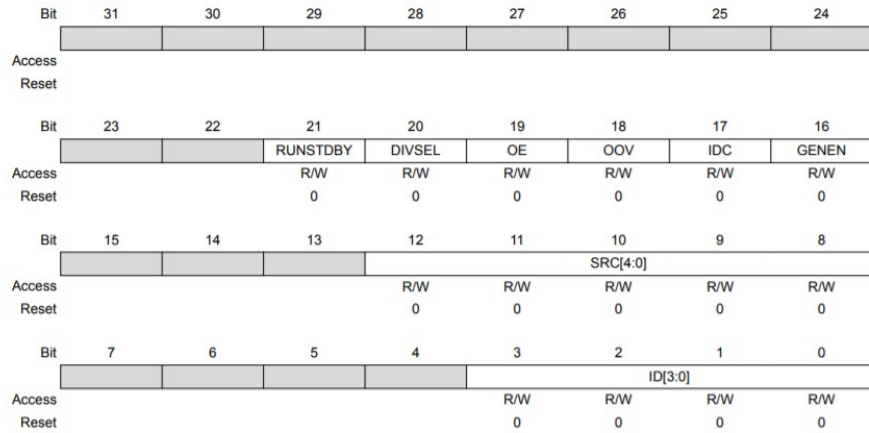 Bit 31 30 29 28 27 26 25 24
Access
Reset
Bit 23 22 21 20 19 18 17 16
RUNSTDBY DIVSEL OE OOV IDC GENEN
Access R/W R/W R/W R/W R/W R/W
Reset 0 0 0 0 0 0
Bit 15 14 13 12 11 10 9 8
SRC[4:0]
Access R/W R/W R/W R/W R/W
Reset 0 0 0 0 0
Bit 7 6 5 4 3 2 1 0
ID[3:0]
Access R/W R/W R/W R/W
Reset 0 0 0 0